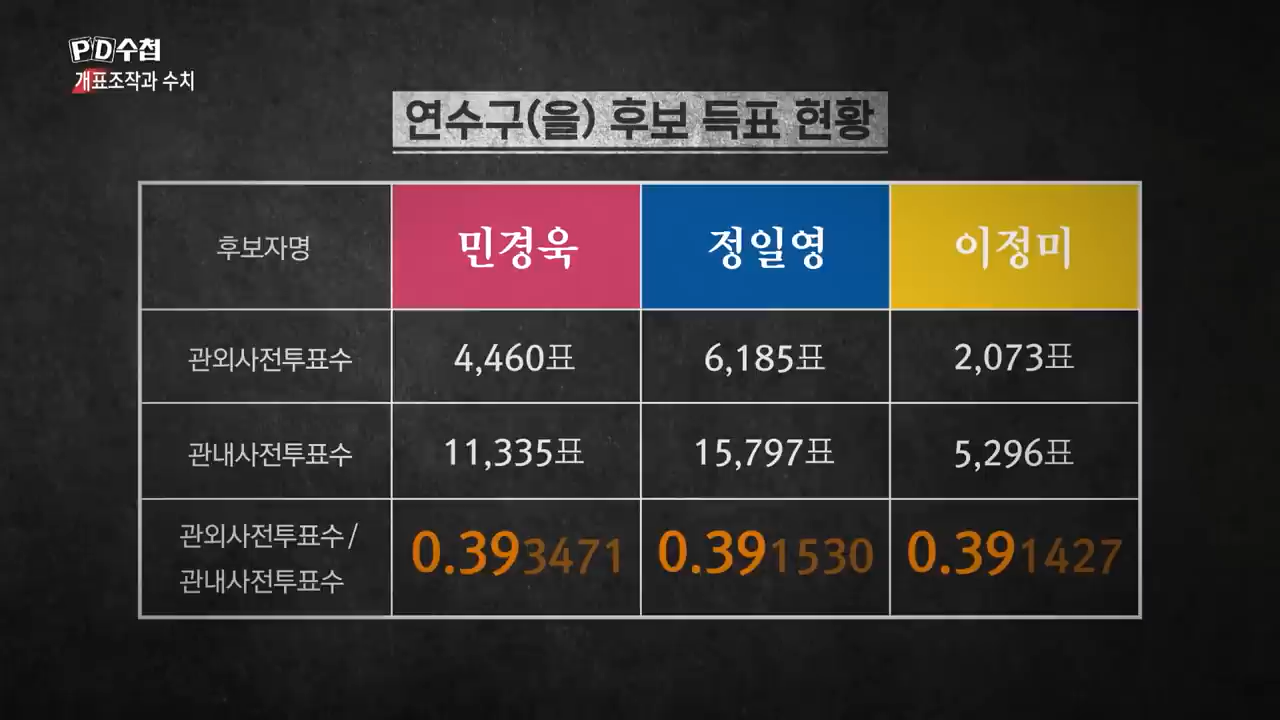 PD수첩
개표조작과 수치
연수구(을) 후보 득표 현황
후보자명 민경욱 정일영 이정미
관외사전투표수 4,460표 6,185표 2,073표
관내사전투표수 11,335표 15,797표 5,296표
관외사전투표수 /
관내사전투표수
0.393471 0.391530 0.391427